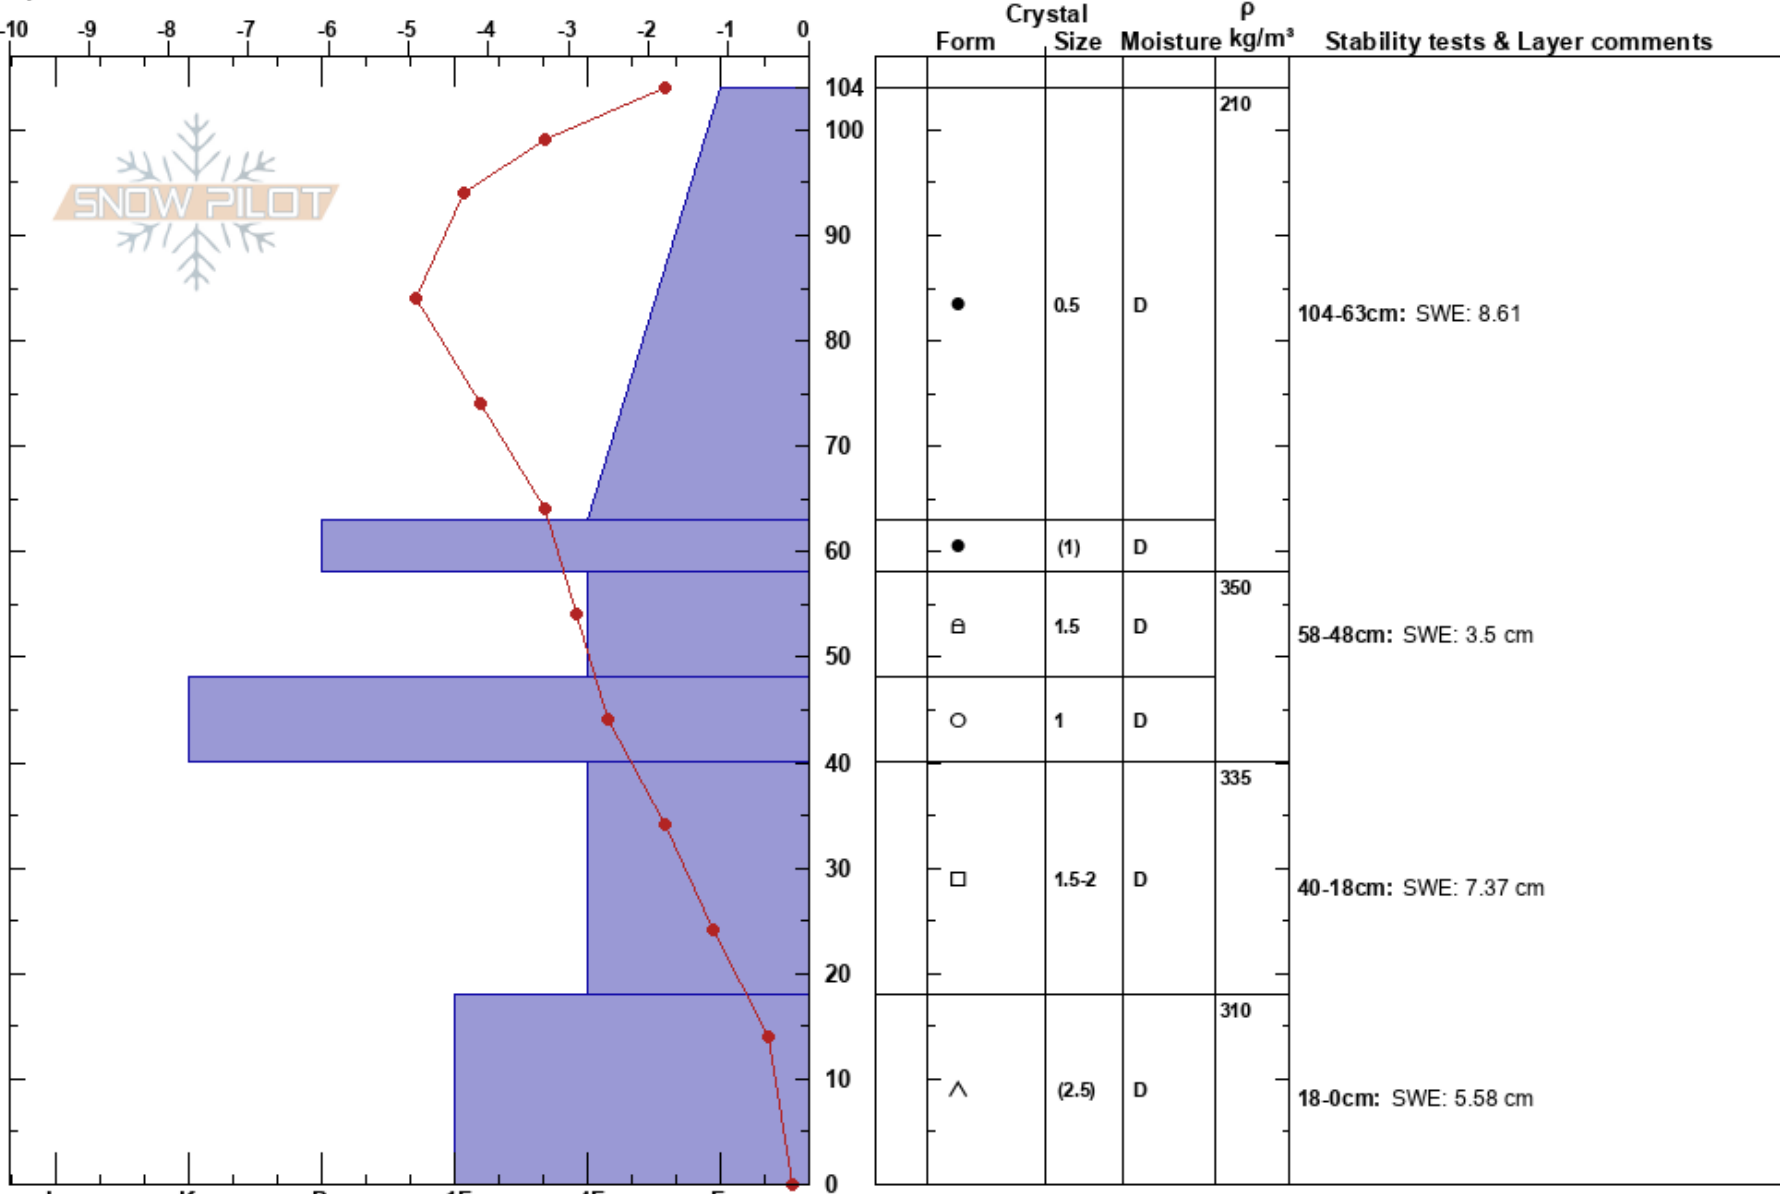 Crystal ρ
-10 -9 -8 -7 -6 -5 -4 -3 -2 -1 0 Form Size Moisture kg/m³ Stability tests & Layer comments
104 210
100
SNOW PILOT
90
0.5 D 104-63cm: SWE: 8.61
80
70
60 (1) D
350
1.5 D 58-48cm: SWE: 3.5 cm
50
1 D
40 335
30 1.5-2 D 40-18cm: SWE: 7.37 cm
20
310
10 (2.5) D 18-0cm: SWE: 5.58 cm
0